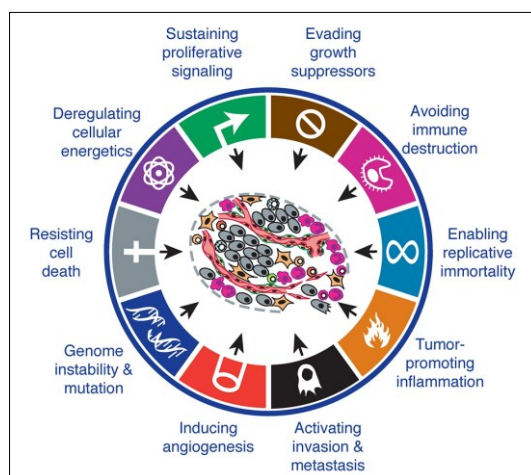 Sustaining
proliferative
signaling
Evading
growth
suppressors
Avoiding
immune
destruction
Enabling
replicative
immortality
Tumor-
promoting
inflammation
Activating
invasion &
metastasis
Inducing
angiogenesis
Genome
instability &
mutation
Resisting
cell
death
Deregulating
cellular
energetics